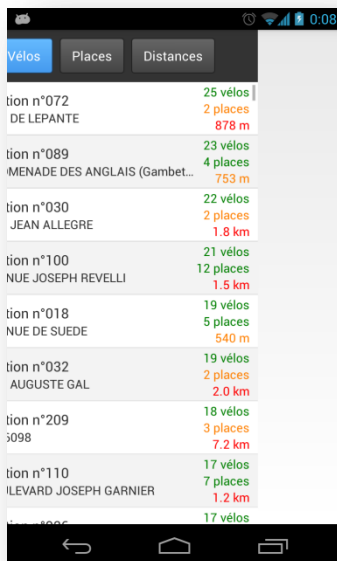 0:08
Vélos Places Distances
tion n°072
25 vélos
DE LEPANTE
2 places
878 m
tion n°089
23 vélos
OMENADE DES ANGLAIS (Gambet...
4 places
753 m
tion n°030
22 vélos
JEAN ALLEGRE
2 places
1.8 km
tion n°100
21 vélos
NUE JOSEPH REVELLI
12 places
1.5 km
tion n°018
19 vélos
NUE DE SUEDE
5 places
540 m
tion n°032
19 vélos
AUGUSTE GAL
2 places
2.0 km
tion n°209
18 vélos
6098
3 places
7.2 km
tion n°110
17 vélos
ULEVARD JOSEPH GARNIER
7 places
1.2 km
17 vélos